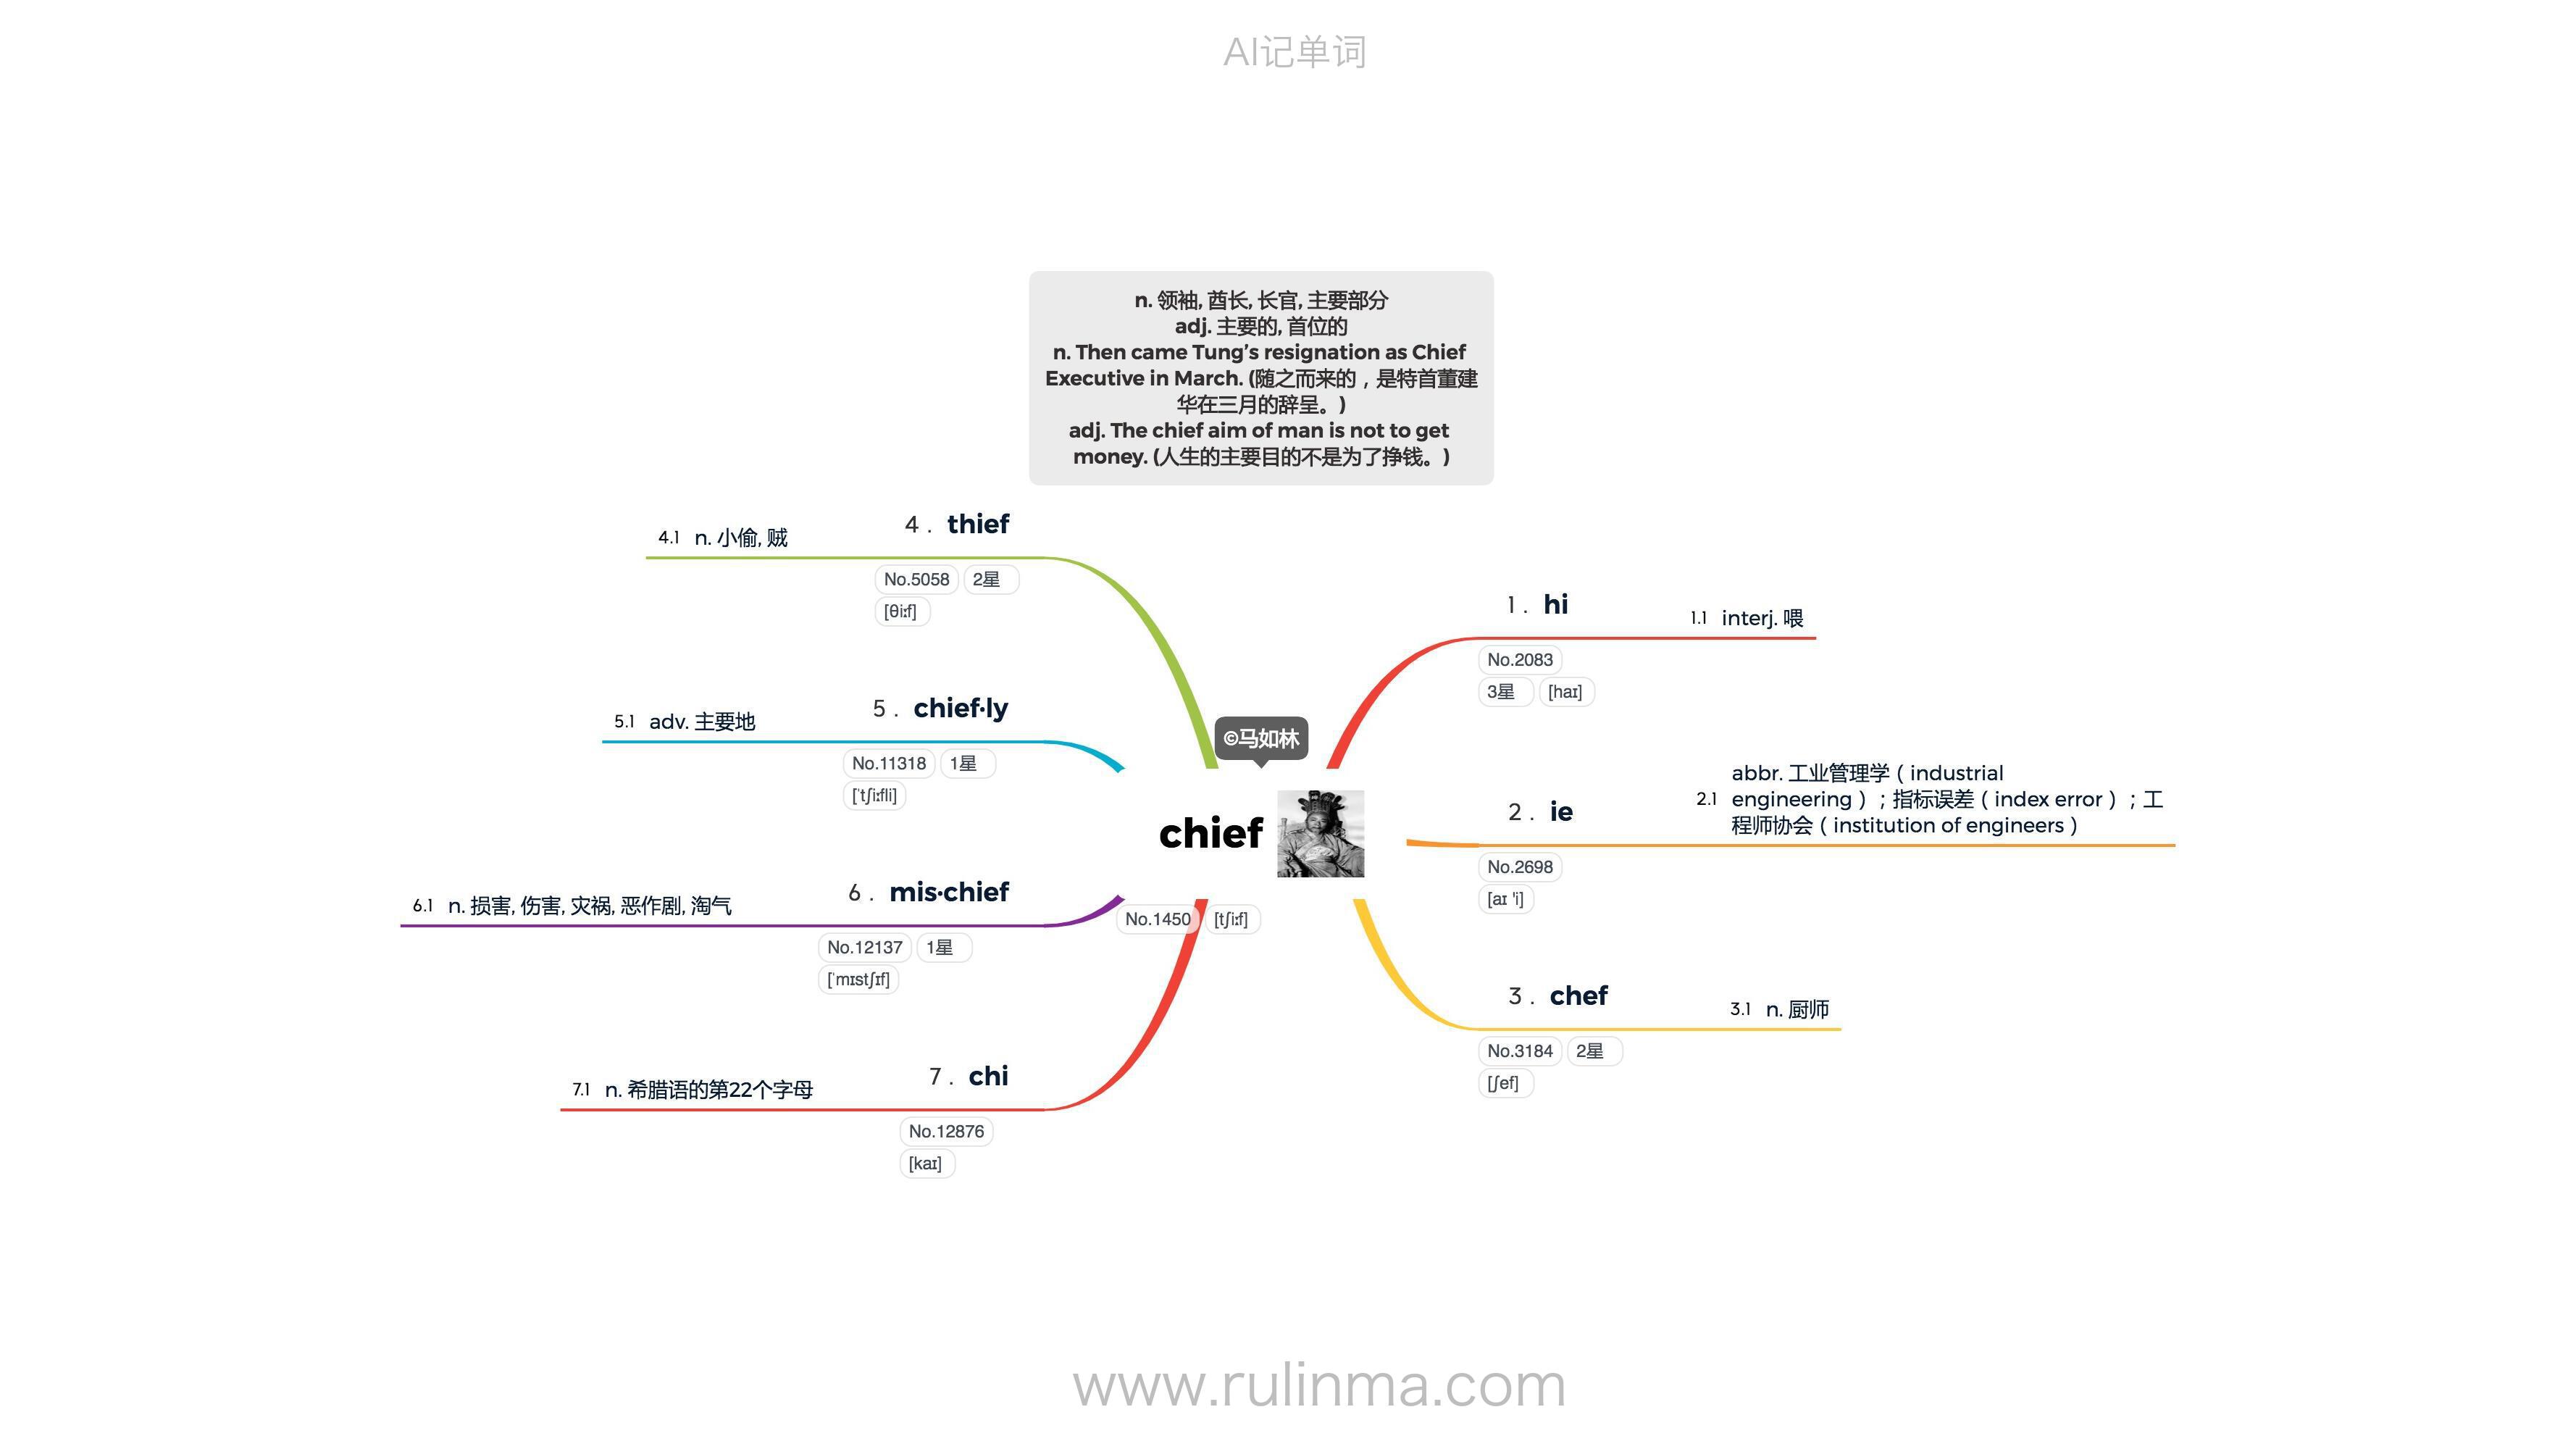 AI记单词
n. 领袖, 酋长, 长官, 主要部分
adj. 主要的, 首位的
n. Then came Tung’s resignation as Chief
Executive in March. (随之而来的，是特首董建
华在三月的辞呈。)
adj. The chief aim of man is not to get
money. (人生的主要目的不是为了挣钱。)
©马如林
chief
No.1450 [tʃi:f]
1. hi
1.1 interj. 喂
No.2083
3星 [haɪ]
2. ie
2.1 abbr. 工业管理学（industrial
engineering）；指标误差（index error）；工
程师协会（institution of engineers）
No.2698
[aɪ 'i]
3. chef
3.1 n. 厨师
No.3184 2星
[ʃef]
4. thief
4.1 n. 小偷, 贼
No.5058 2星
[θi:f]
5. chief·ly
5.1 adv. 主要地
No.11318 1星
['tʃi:fli]
6. mis·chief
6.1 n. 损害, 伤害, 灾祸, 恶作剧, 淘气
No.12137 1星
['mɪstʃɪf]
7. chi
7.1 n. 希腊语的第22个字母
No.12876
[kaɪ]
www.rulinma.com